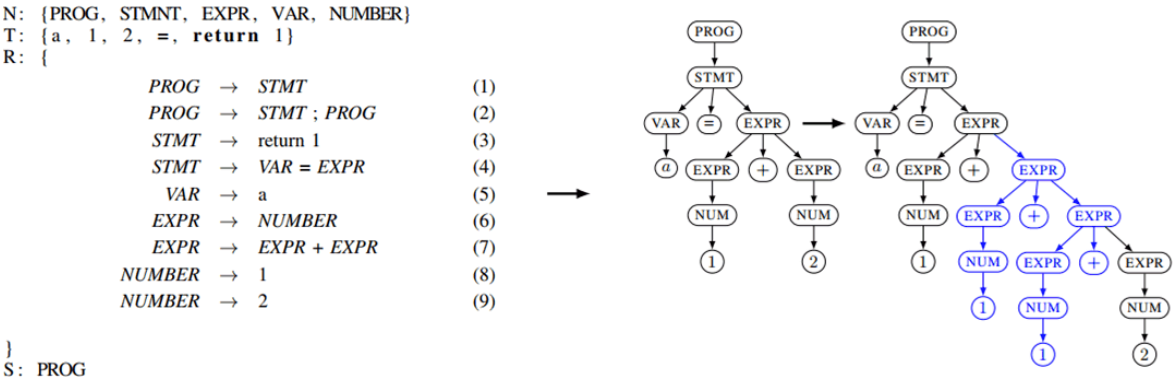 N: {PROG, STMNT, EXPR, VAR, NUMBER}
T: {a, 1, 2, =, return 1}
R: {
PROG → STMT (1)
PROG → STMT ; PROG (2)
STMT → return 1 (3)
STMT → VAR = EXPR (4)
VAR → a (5)
EXPR → NUMBER (6)
EXPR → EXPR + EXPR (7)
NUMBER → 1 (8)
NUMBER → 2 (9)
}
S: PROG
PROG
STMT
VAR = EXPR
a EXPR + EXPR
NUM NUM
1 2
PROG
STMT
VAR = EXPR
a EXPR + EXPR
NUM EXPR + EXPR
1 NUM EXPR + EXPR
1 NUM NUM
1 2